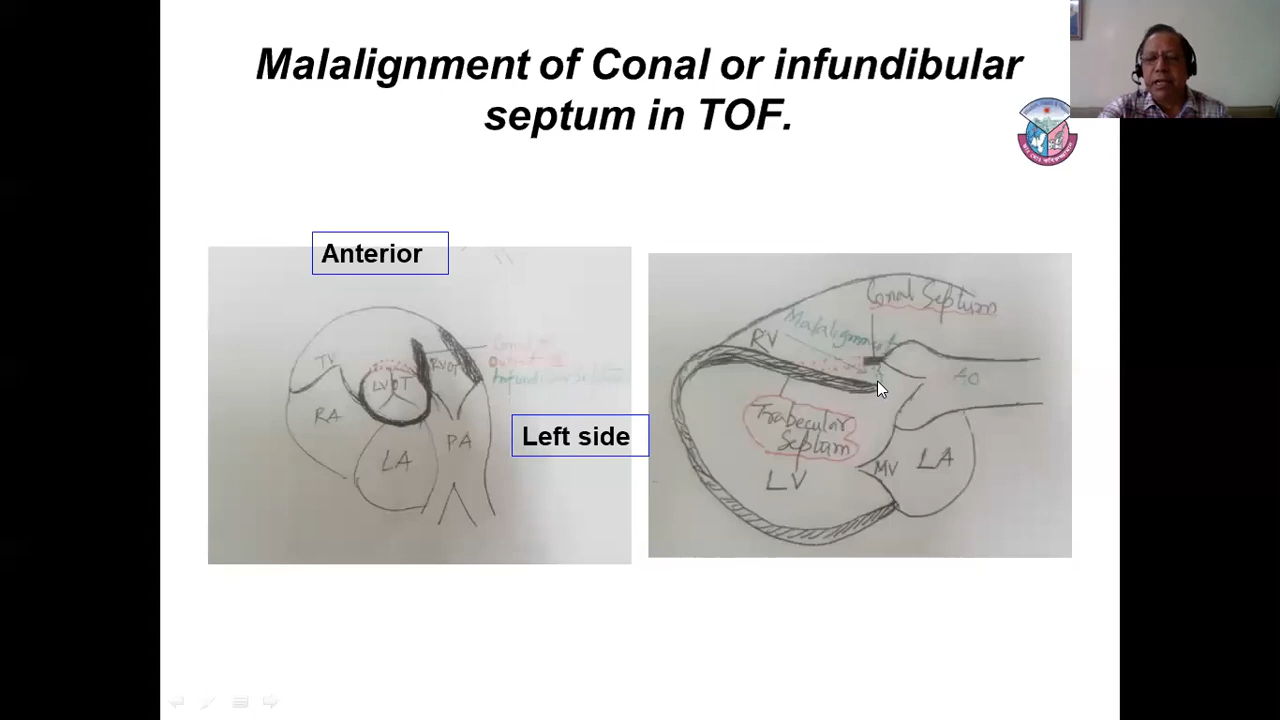 Malalignment of Conal or infundibular
septum in TOF.
Anterior
TV
LVOT
RVOT
RA
LA
PA
Left side
Conal Septum
Malalignment
RV
AO
Trabecular
Septum
LV
MV
LA